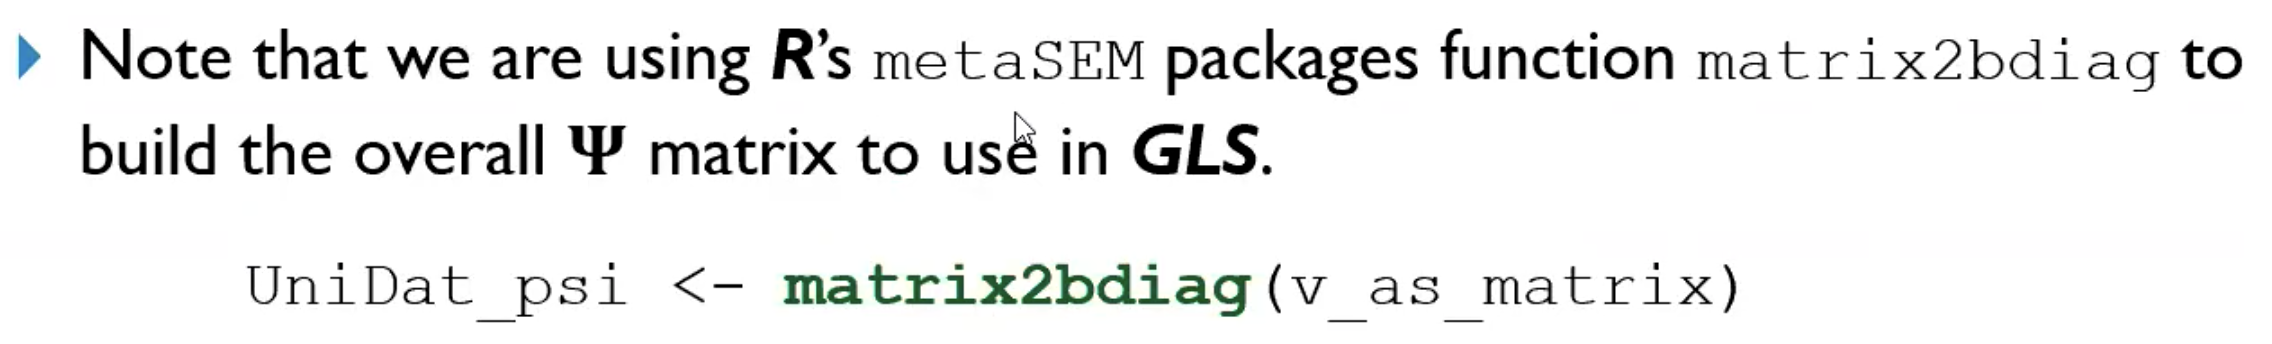 Note that we are using R's metaSEM packages function matrix2bdiag to
build the overall Ψ matrix to use in GLS.
UniDat_psi <- matrix2bdiag(v_as_matrix)